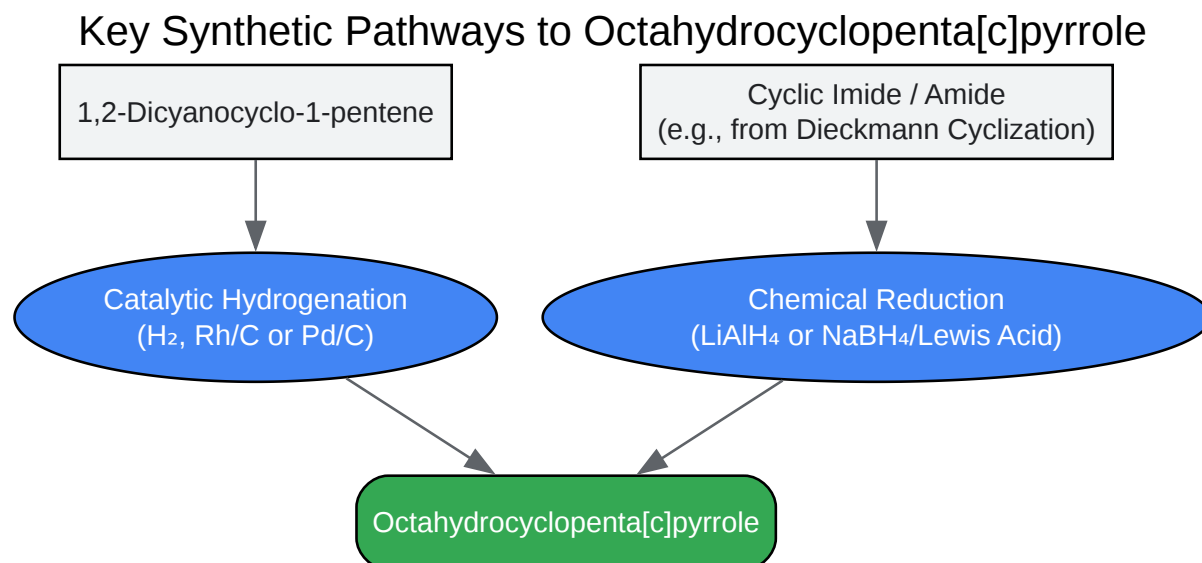 Key Synthetic Pathways to Octahydrocyclopenta[c]pyrrole
1,2-Dicyanocyclo-1-pentene
Cyclic Imide / Amide
(e.g., from Dieckmann Cyclization)
Catalytic Hydrogenation
(H₂, Rh/C or Pd/C)
Chemical Reduction
(LiAlH₄ or NaBH₄/Lewis Acid)
Octahydrocyclopenta[c]pyrrole